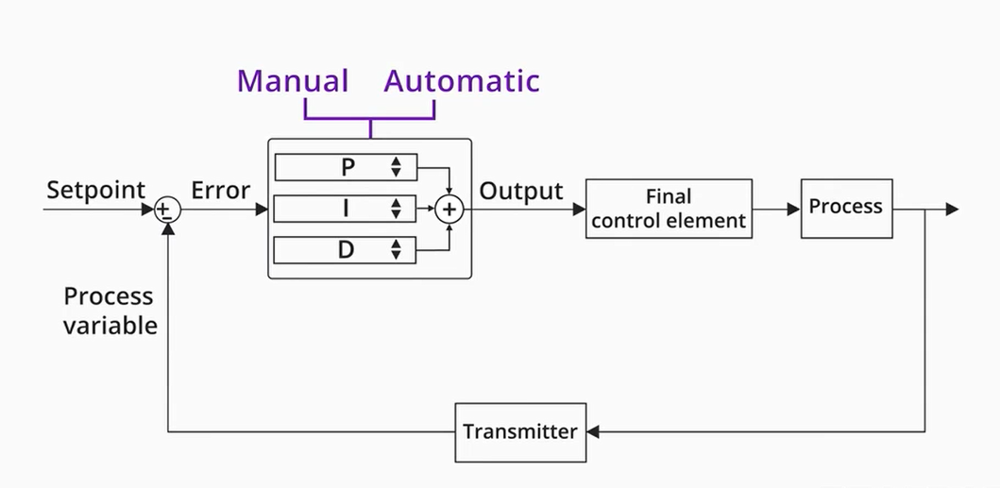 Manual Automatic
Setpoint
Error
P
I
D
+
Output
Final
control element
Process
Process
variable
Transmitter
+
−